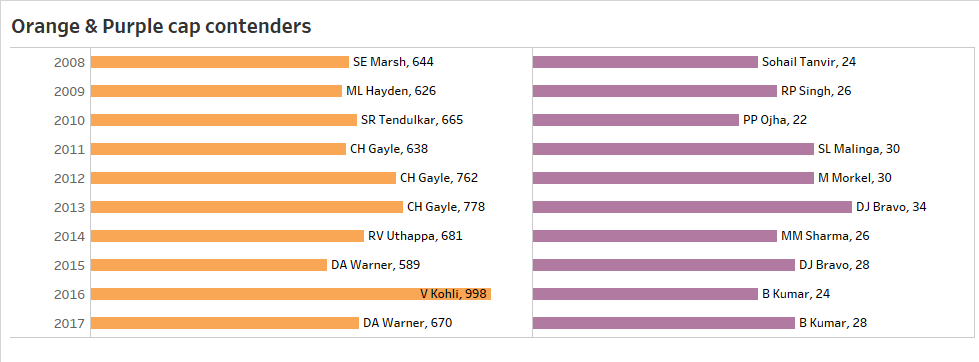 Orange & Purple cap contenders
2008 SE Marsh, 644 Sohail Tanvir, 24
2009 ML Hayden, 626 RP Singh, 26
2010 SR Tendulkar, 665 PP Ojha, 22
2011 CH Gayle, 638 SL Malinga, 30
2012 CH Gayle, 762 M Morkel, 30
2013 CH Gayle, 778 DJ Bravo, 34
2014 RV Uthappa, 681 MM Sharma, 26
2015 DA Warner, 589 DJ Bravo, 28
2016 V Kohli, 998 B Kumar, 24
2017 DA Warner, 670 B Kumar, 28